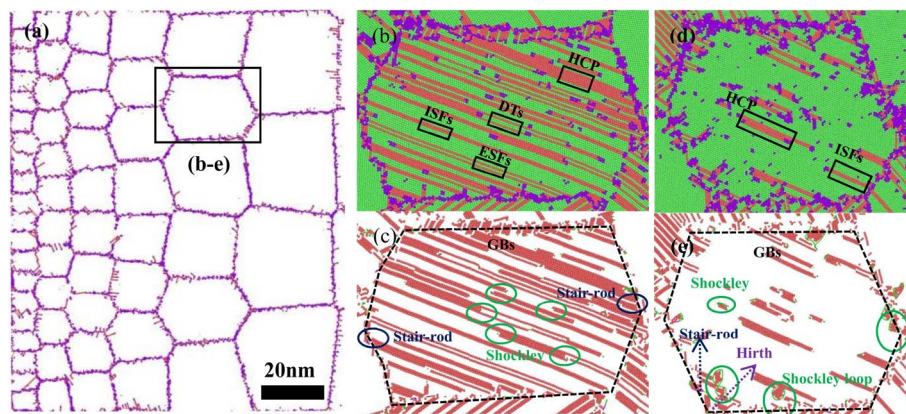 (a)
(b-e)
20nm
(b)
HCP
ISFs
DTs
ESFs
(c)
GBs
Stair-rod
Stair-rod
Shockley
(d)
HCP
ISFs
(e)
GBs
Shockley
Stair-rod
Hirth
Shockley loop